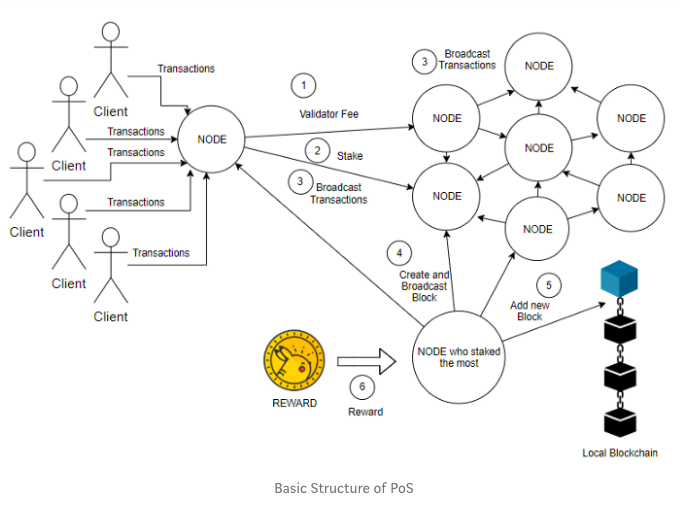 Transactions
Client
Transactions
Client
Transactions
Client
Transactions
Client
Transactions
Client
NODE
1
Validator Fee
2
Stake
3
Broadcast
Transactions
3
Broadcast
Transactions
NODE
NODE
NODE
NODE
NODE
NODE
NODE
4
Create and
Broadcast
Block
5
Add new
Block
NODE who staked
the most
REWARD
6
Reward
Local Blockchain
Basic Structure of PoS